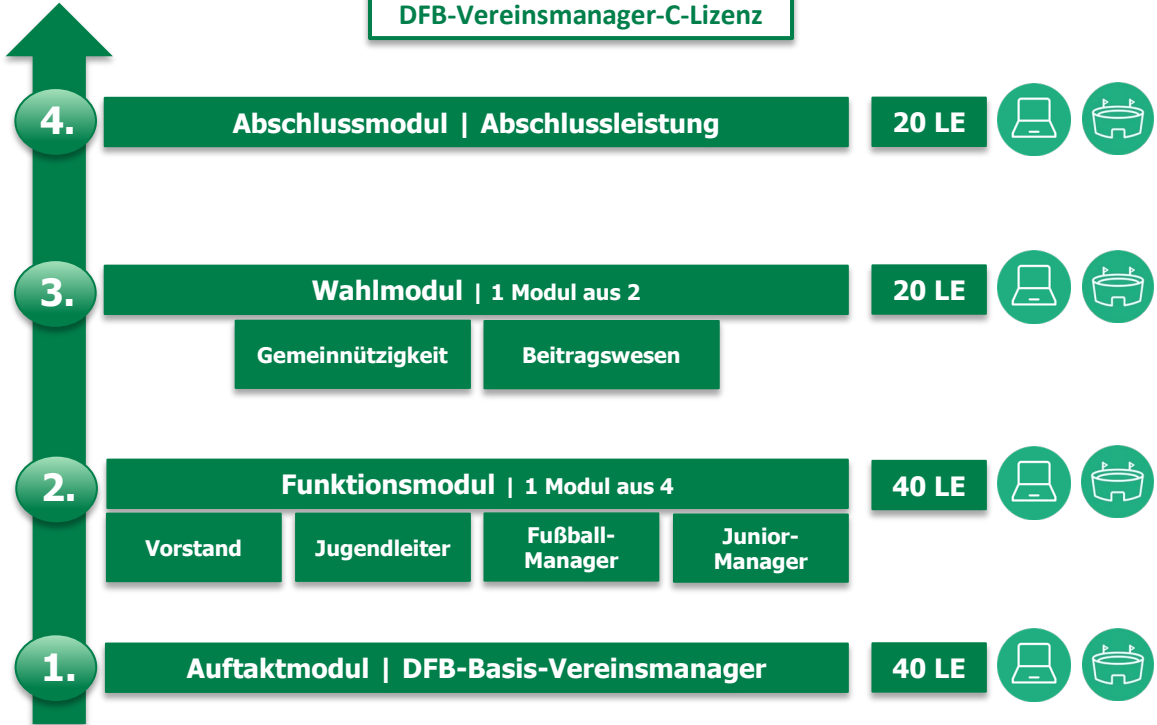 DFB-Vereinsmanager-C-Lizenz
4.
Abschlussmodul | Abschlussleistung
20 LE
3.
Wahlmodul | 1 Modul aus 2
20 LE
Gemeinnützigkeit
Beitragswesen
2.
Funktionsmodul | 1 Modul aus 4
40 LE
Vorstand
Jugendleiter
Fußball-
Manager
Junior-
Manager
1.
Auftaktmodul | DFB-Basis-Vereinsmanager
40 LE